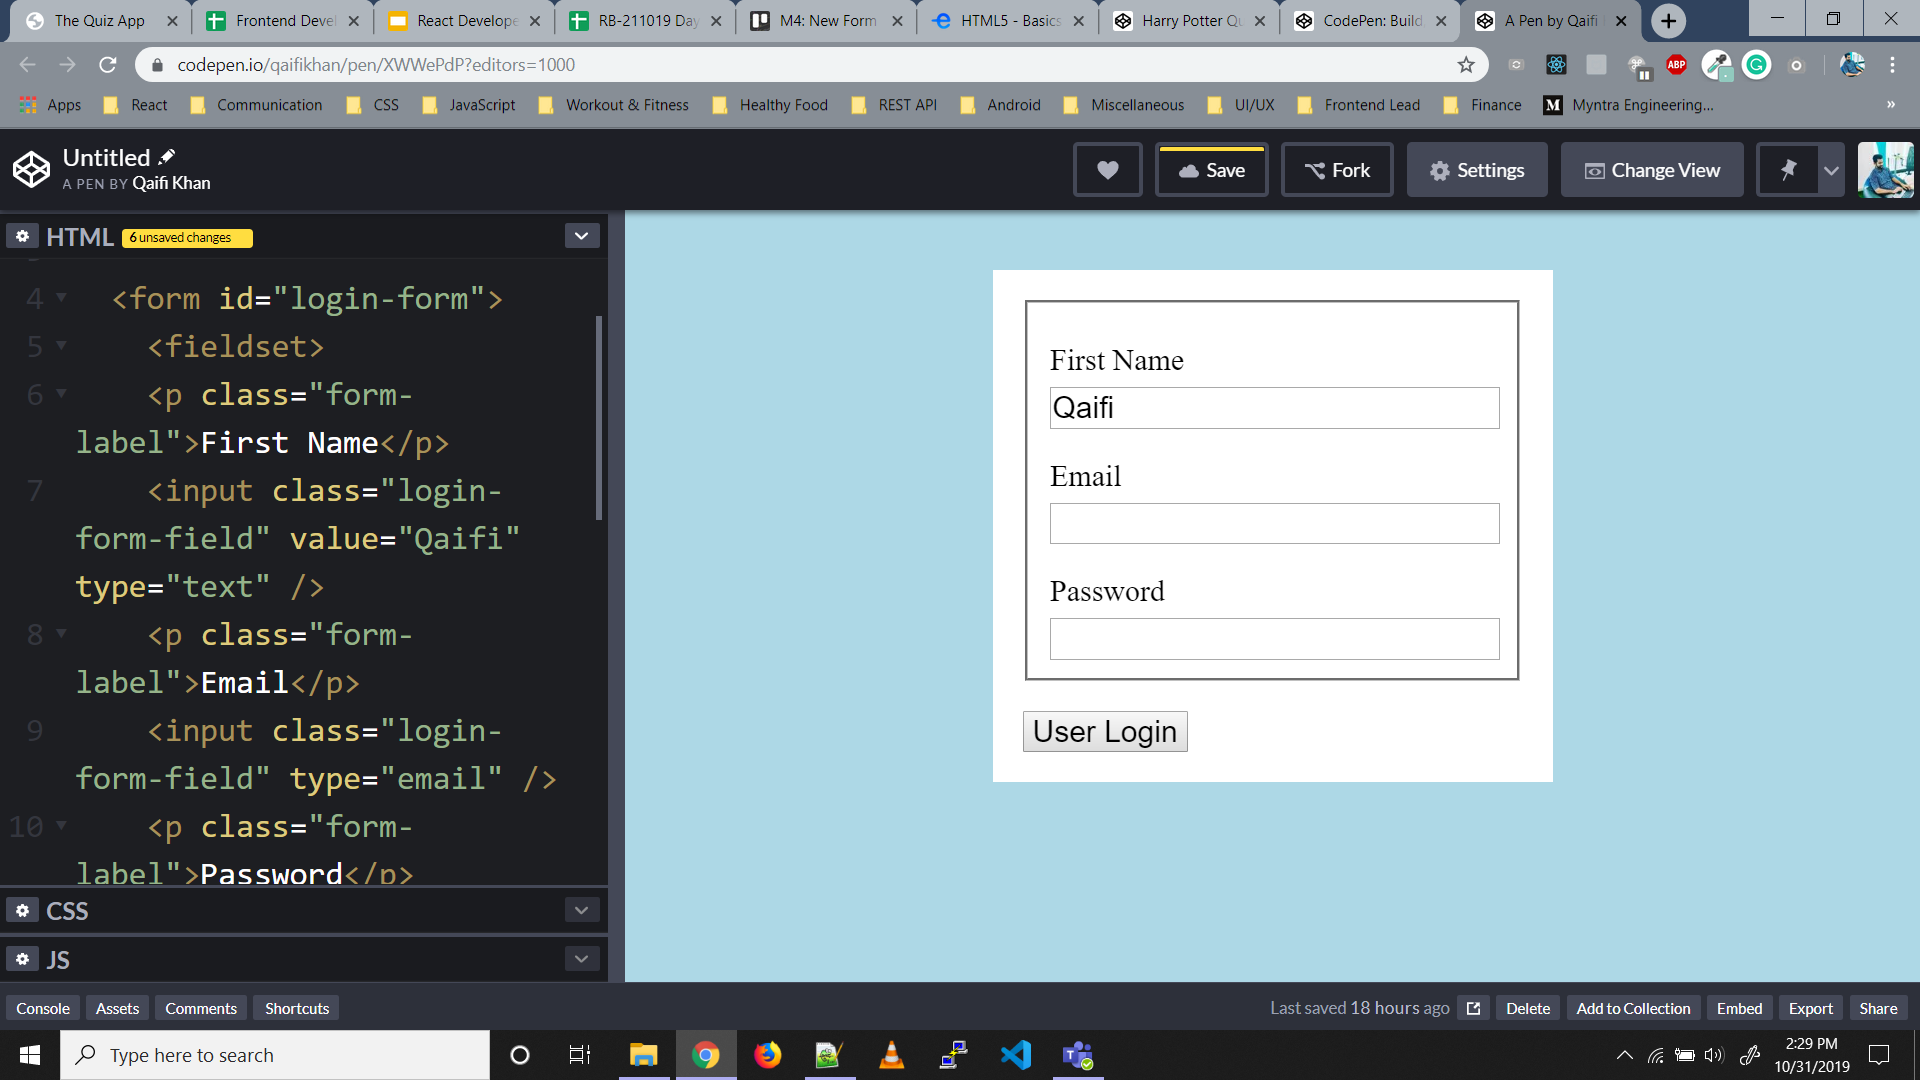 The Quiz App
Frontend Devel
React Develope
RB-211019 Day
M4: New Form
HTML5 - Basics
Harry Potter Qu
CodePen: Build
A Pen by Qaifi
codepen.io/qaifikhan/pen/XWWePdP?editors=1000
ABP
Apps
React
Communication
CSS
JavaScript
Workout & Fitness
Healthy Food
REST API
Android
Miscellaneous
UI/UX
Frontend Lead
Finance
M
Myntra Engineering...
»
Untitled
A PEN BY Qaifi Khan
Save
Fork
Settings
Change View
HTML
6 unsaved changes
4 <form id="login-form">
5 <fieldset>
6 <p class="form-
label">First Name</p>
7 <input class="login-
form-field" value="Qaifi"
type="text" />
8 <p class="form-
label">Email</p>
9 <input class="login-
form-field" type="email" />
10 <p class="form-
label">Password</p>
CSS
JS
First Name
Qaifi
Email
Password
User Login
Console
Assets
Comments
Shortcuts
Last saved 18 hours ago
Delete
Add to Collection
Embed
Export
Share
Type here to search
2:29 PM
10/31/2019